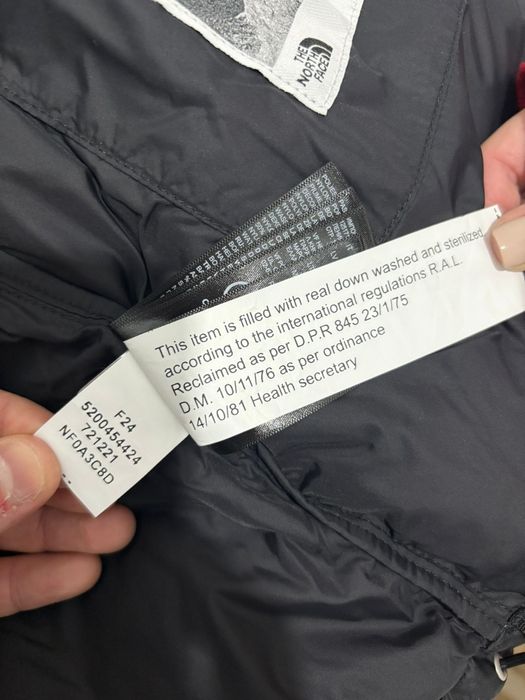 THE
NORTH
FACE
This item is filled with real down washed and sterilized
according to the international regulations R.A.L.
Reclaimed as per D.P.R 845 23/1/75
D.M. 10/11/76 as per ordinance
14/10/81 Health secretary
F24
5200454424
721221
NF0A3C8D